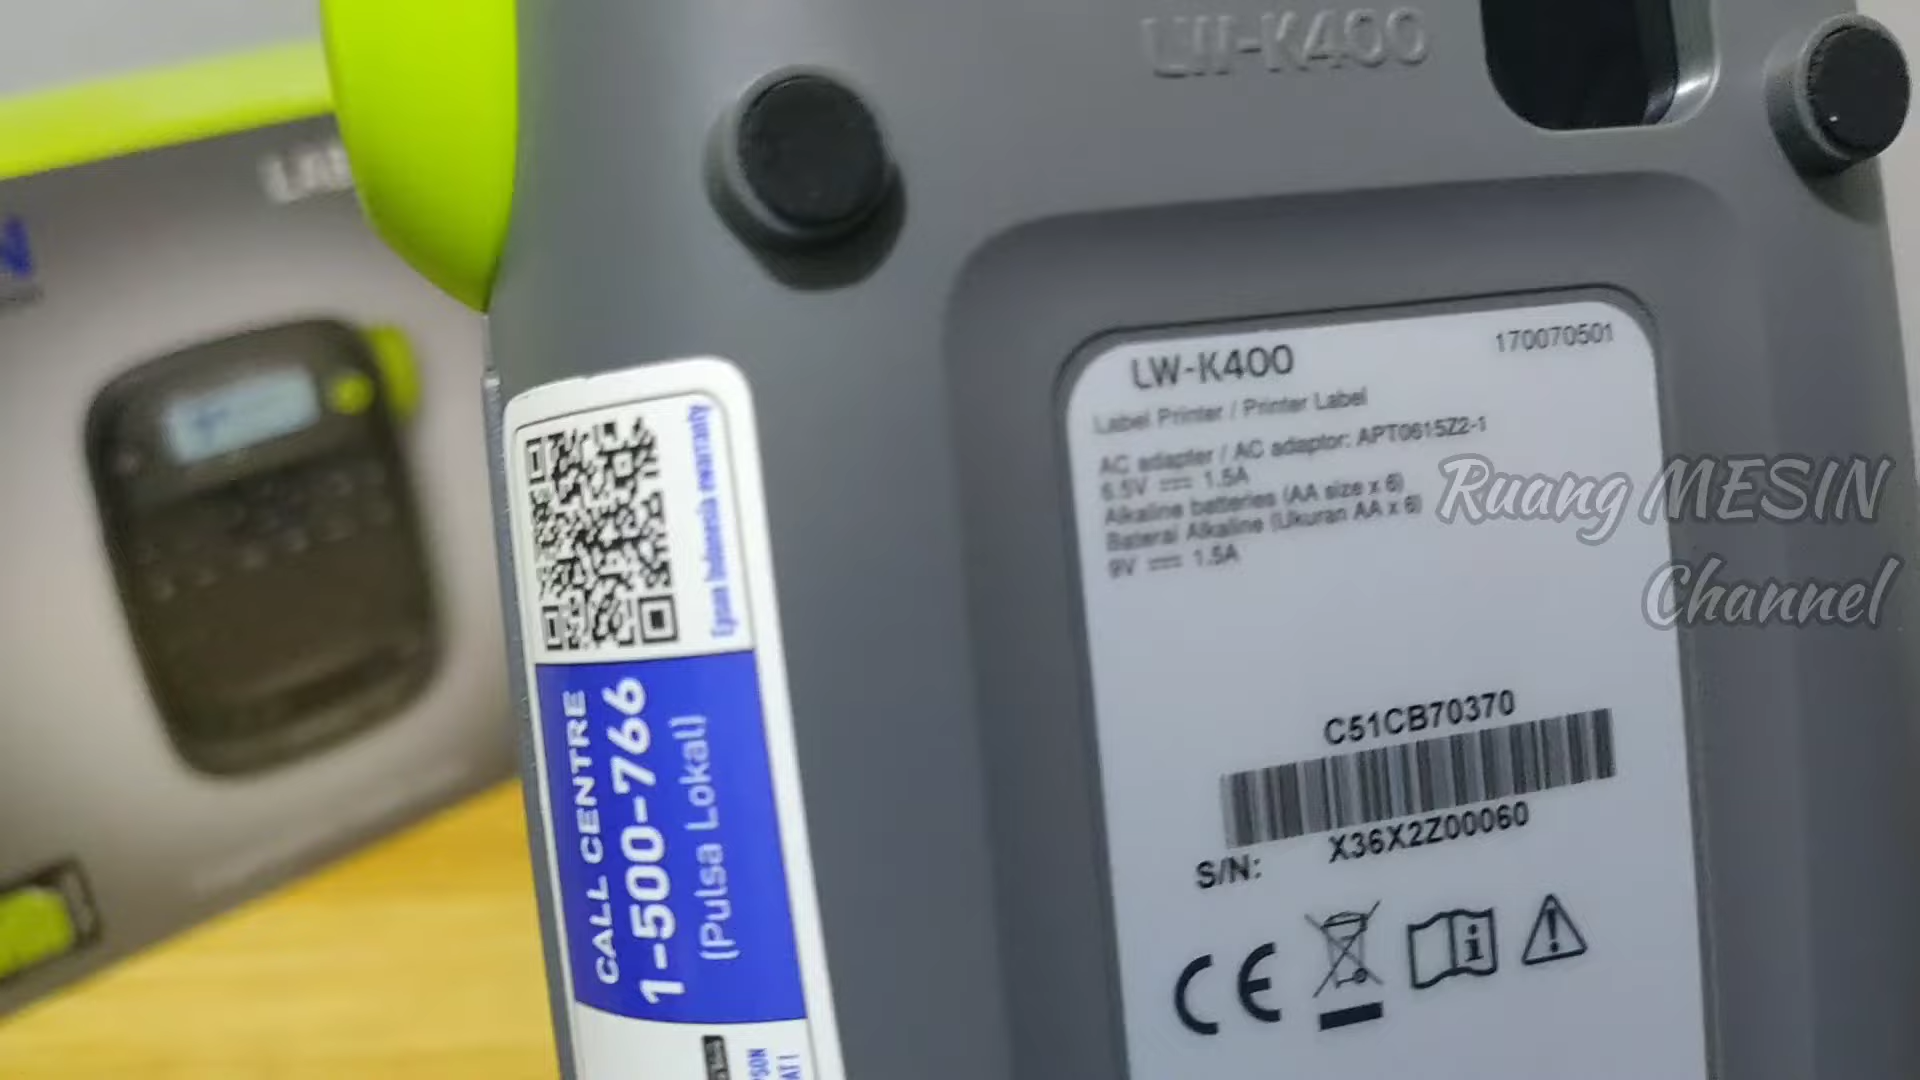 LW-K400
LW-K400
170070501
Label Printer / Printer Label
AC adapter / AC adaptor: APT0615Z2-1
6.5V ⎓ 1.5A
Alkaline batteries (AA size x 6)
Baterai Alkaline (Ukuran AA x 6)
9V ⎓ 1.5A
C51CB70370
S/N: X36X2Z00060
CE
Epson Indonesia warranty
CALL CENTRE
1-500-766
(Pulsa Lokal)
Ruang MESIN
Channel